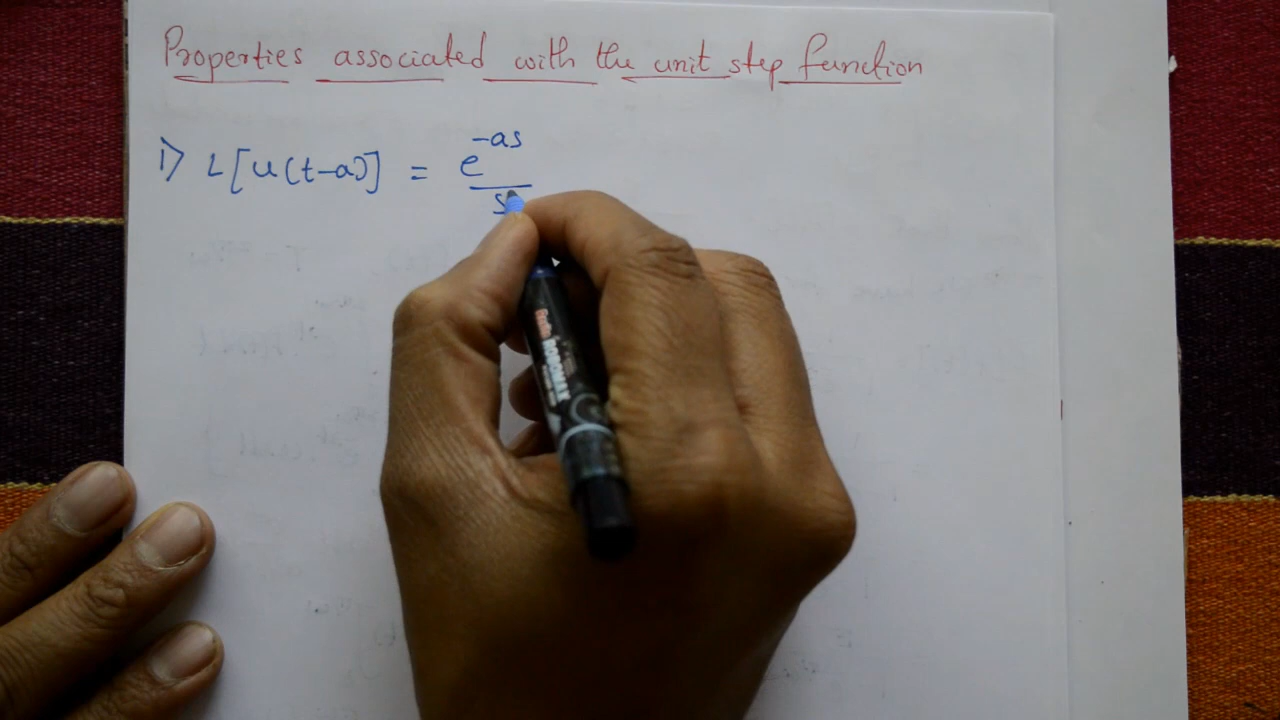 Properties associated with the unit step function
1) L[u(t-a)] = e^{-as}/s